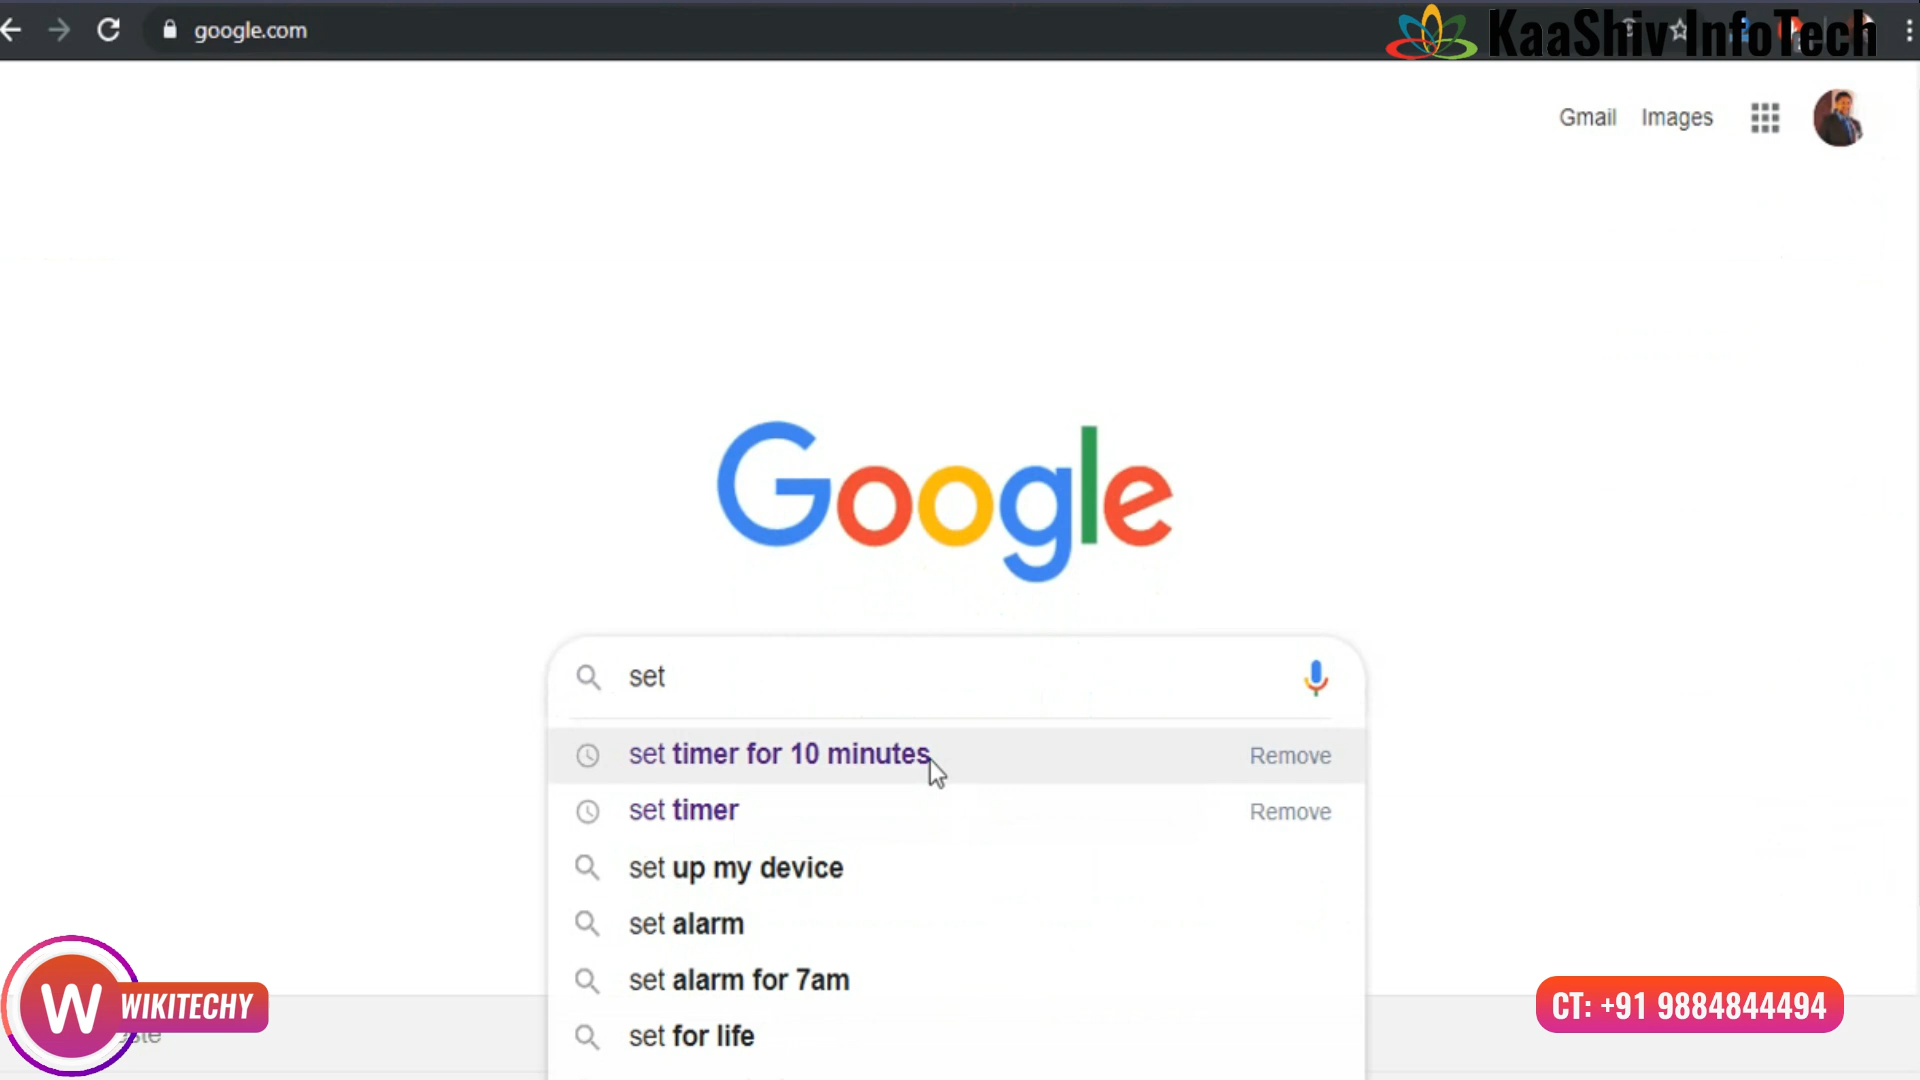 google.com
KaaShiv InfoTech
Gmail Images
Google
set
set timer for 10 minutes Remove
set timer Remove
set up my device
set alarm
set alarm for 7am
set for life
W WIKITECHY
CT: +91 9884844494